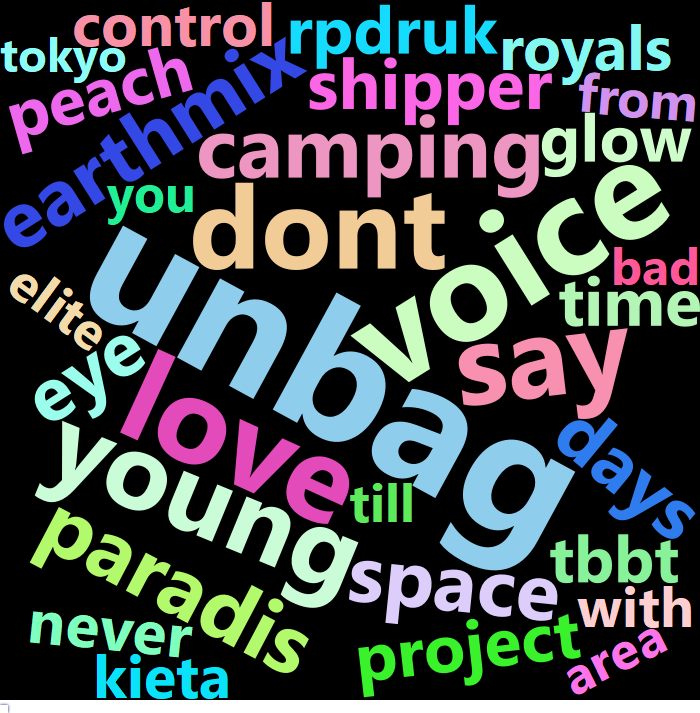 control
rpdruk
royals
tokyo
peach
earthmix
shipper
from
camping
glow
you
dont
voice
bad
time
elite
eye
unbag
say
love
days
young
till
paradis
space
tbbt
with
never
project
area
kieta